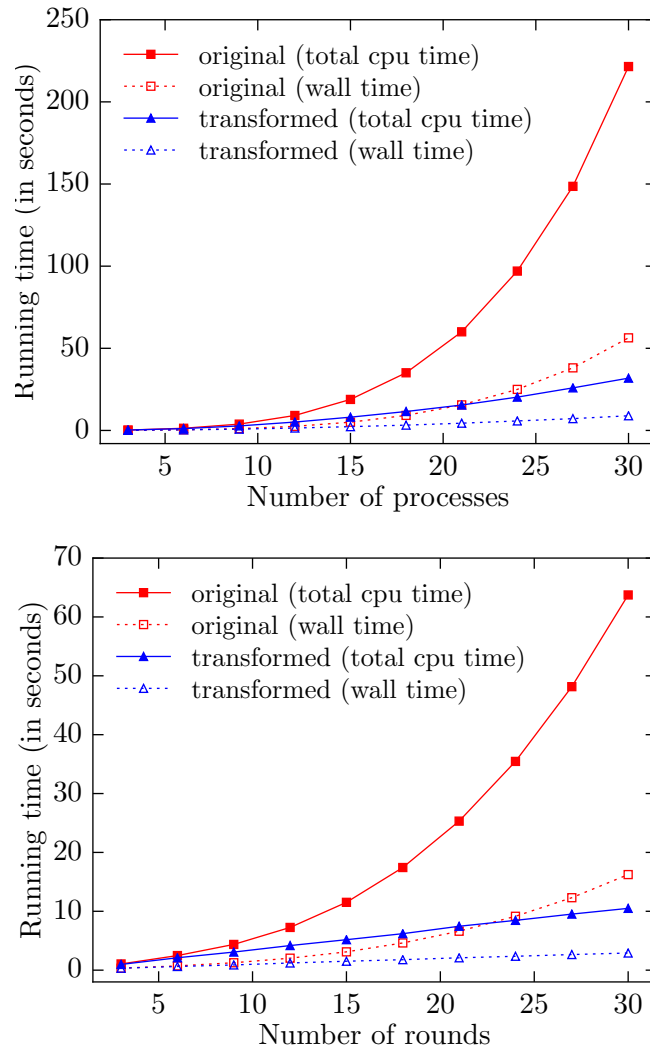 250
200
150
100
50
0
Running time (in seconds)
original (total cpu time)
original (wall time)
transformed (total cpu time)
transformed (wall time)
5 10 15 20 25 30
Number of processes
70
60
50
40
30
20
10
0
Running time (in seconds)
original (total cpu time)
original (wall time)
transformed (total cpu time)
transformed (wall time)
5 10 15 20 25 30
Number of rounds